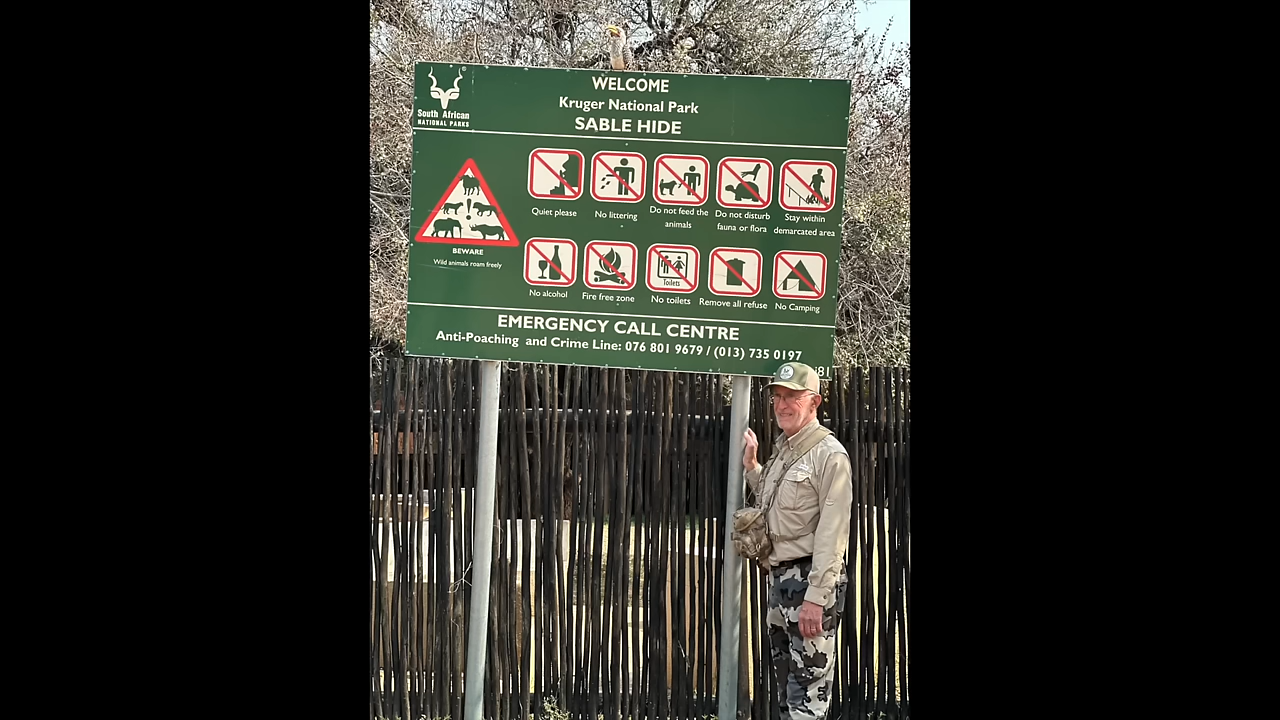 WELCOME
Kruger National Park
SABLE HIDE
South African
NATIONAL PARKS
Quiet please
No littering
Do not feed the
animals
Do not disturb
fauna or flora
Stay within
demarcated area
BEWARE
Wild animals roam freely
No alcohol
Fire free zone
Toilets
No toilets
Remove all refuse
No Camping
EMERGENCY CALL CENTRE
Anti-Poaching and Crime Line: 076 801 9679 / (013) 735 0197